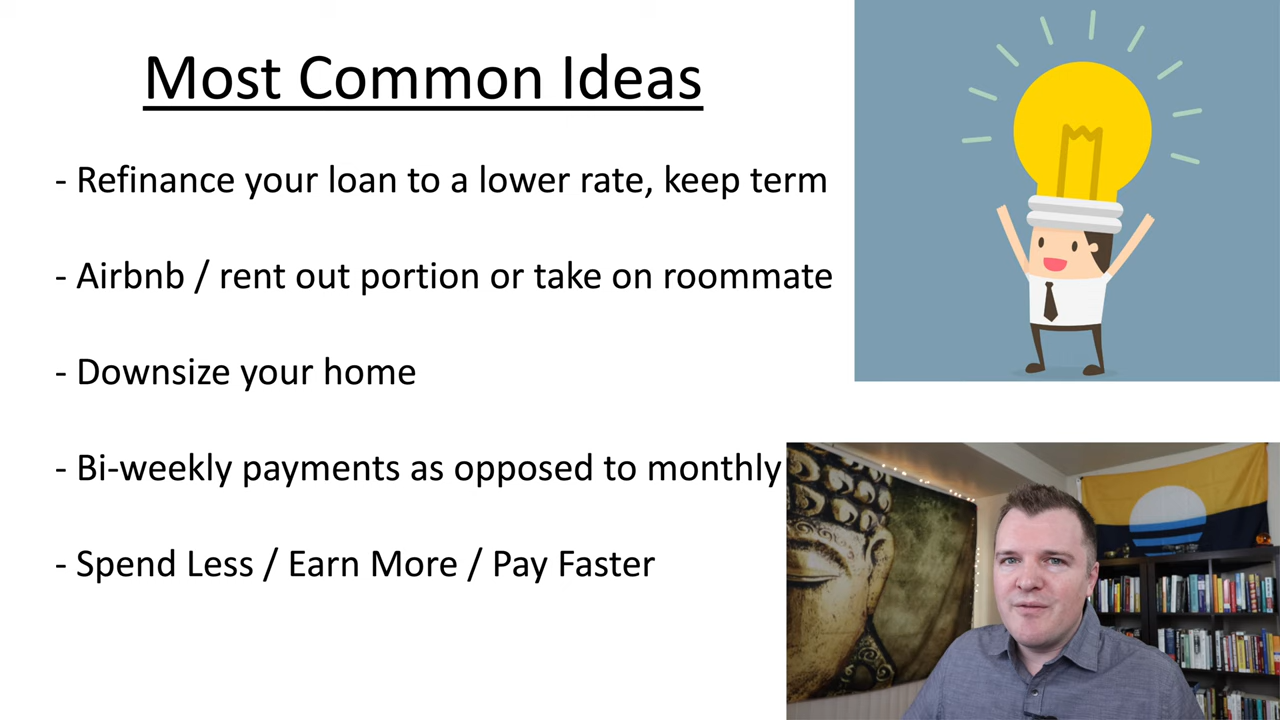 Most Common Ideas
- Refinance your loan to a lower rate, keep term
- Airbnb / rent out portion or take on roommate
- Downsize your home
- Bi-weekly payments as opposed to monthly
- Spend Less / Earn More / Pay Faster